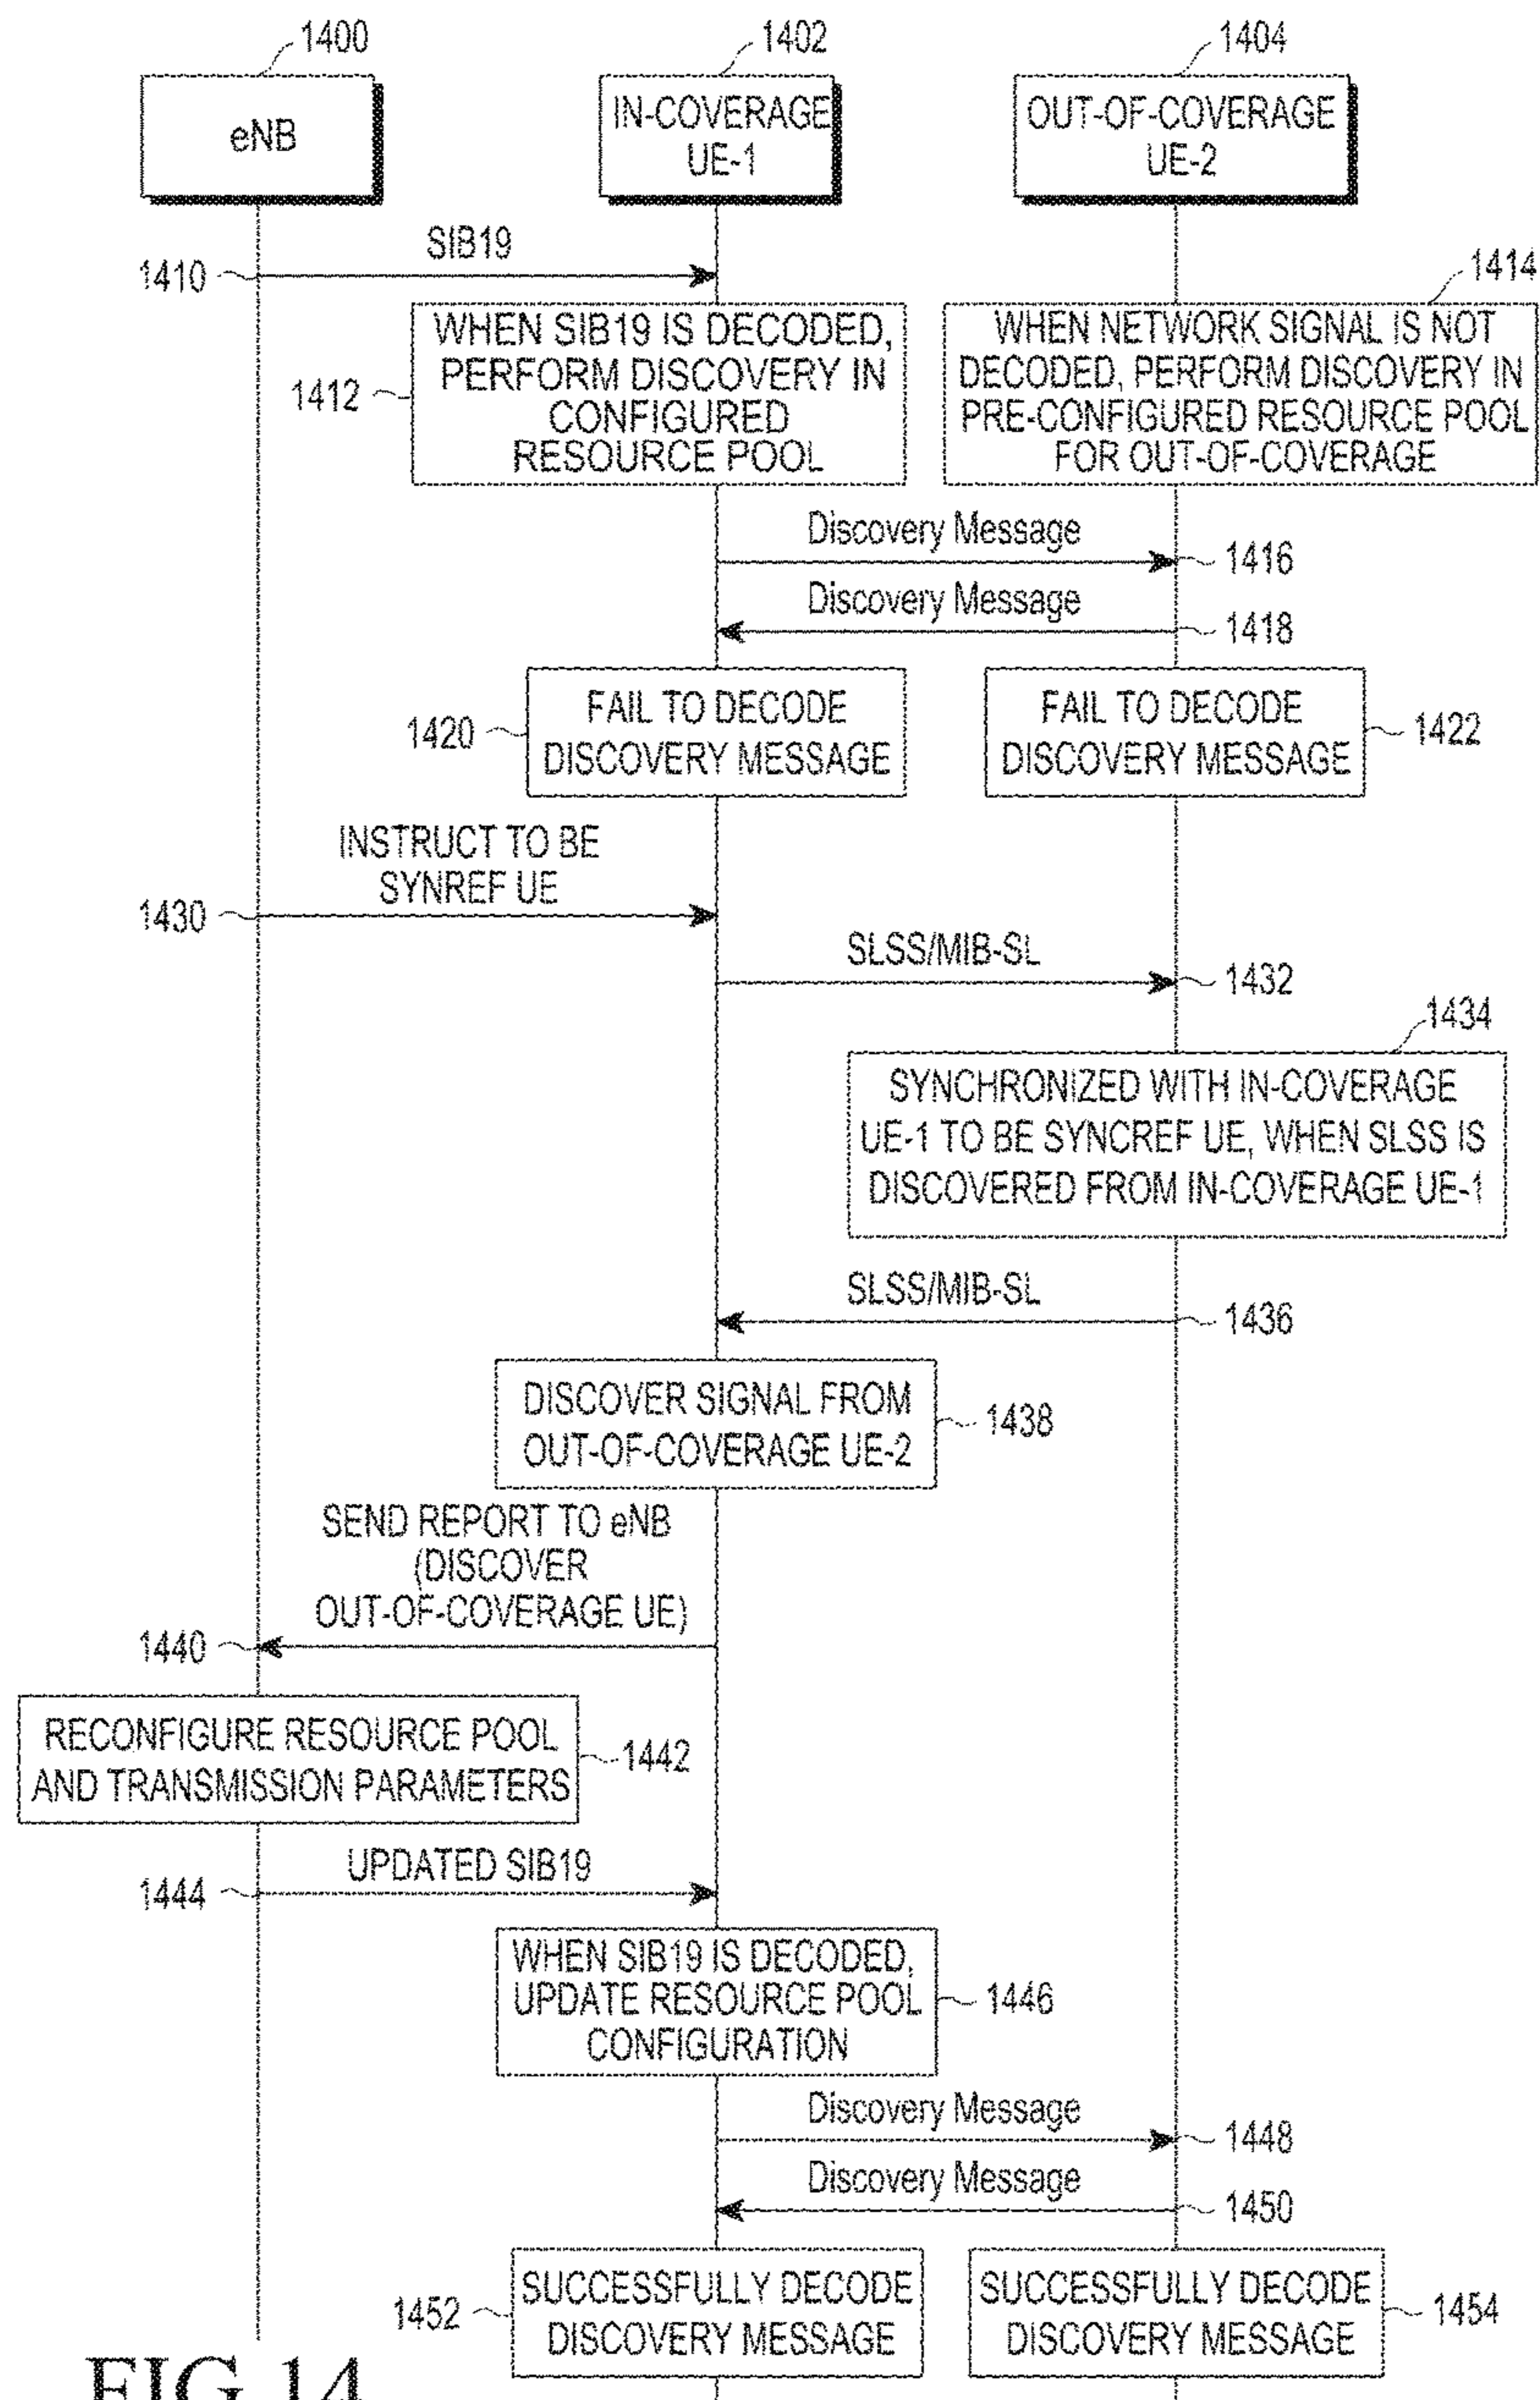 1400
1402
1404
eNB
IN-COVERAGE
UE-1
OUT-OF-COVERAGE
UE-2
SIB19
1410
1414
WHEN SIB19 IS DECODED,
PERFORM DISCOVERY IN
CONFIGURED
RESOURCE POOL
1412
WHEN NETWORK SIGNAL IS NOT
DECODED, PERFORM DISCOVERY IN
PRE-CONFIGURED RESOURCE POOL
FOR OUT-OF-COVERAGE
Discovery Message
1416
Discovery Message
1418
FAIL TO DECODE
DISCOVERY MESSAGE
1420
FAIL TO DECODE
DISCOVERY MESSAGE
1422
INSTRUCT TO BE
SYNREF UE
1430
SLSS/MIB-SL
1432
1434
SYNCHRONIZED WITH IN-COVERAGE
UE-1 TO BE SYNCREF UE, WHEN SLSS IS
DISCOVERED FROM IN-COVERAGE UE-1
SLSS/MIB-SL
1436
DISCOVER SIGNAL FROM
OUT-OF-COVERAGE UE-2
1438
SEND REPORT TO eNB
(DISCOVER
OUT-OF-COVERAGE UE)
1440
RECONFIGURE RESOURCE POOL
AND TRANSMISSION PARAMETERS
1442
UPDATED SIB19
1444
WHEN SIB19 IS DECODED,
UPDATE RESOURCE POOL
CONFIGURATION
1446
Discovery Message
1448
Discovery Message
1450
SUCCESSFULLY DECODE
DISCOVERY MESSAGE
1452
SUCCESSFULLY DECODE
DISCOVERY MESSAGE
1454
FIG.14